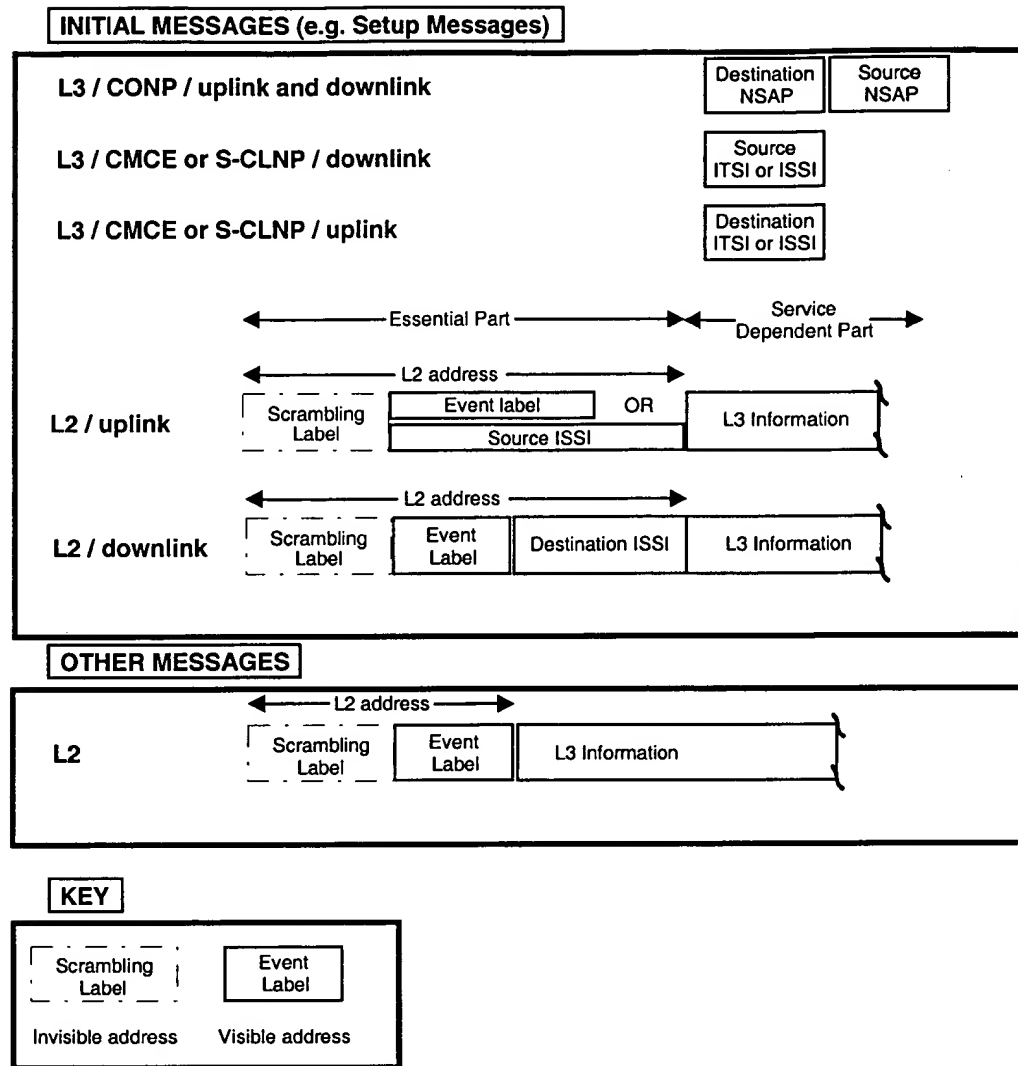 INITIAL MESSAGES (e.g. Setup Messages)
L3 / CONP / uplink and downlink
Destination NSAP
Source NSAP
L3 / CMCE or S-CLNP / downlink
Source ITSI or ISSI
L3 / CMCE or S-CLNP / uplink
Destination ITSI or ISSI
Essential Part
Service Dependent Part
L2 address
L2 / uplink
Scrambling Label
Event label
OR
Source ISSI
L3 Information
L2 address
L2 / downlink
Scrambling Label
Event Label
Destination ISSI
L3 Information
OTHER MESSAGES
L2 address
L2
Scrambling Label
Event Label
L3 Information
KEY
Scrambling Label
Event Label
Invisible address
Visible address